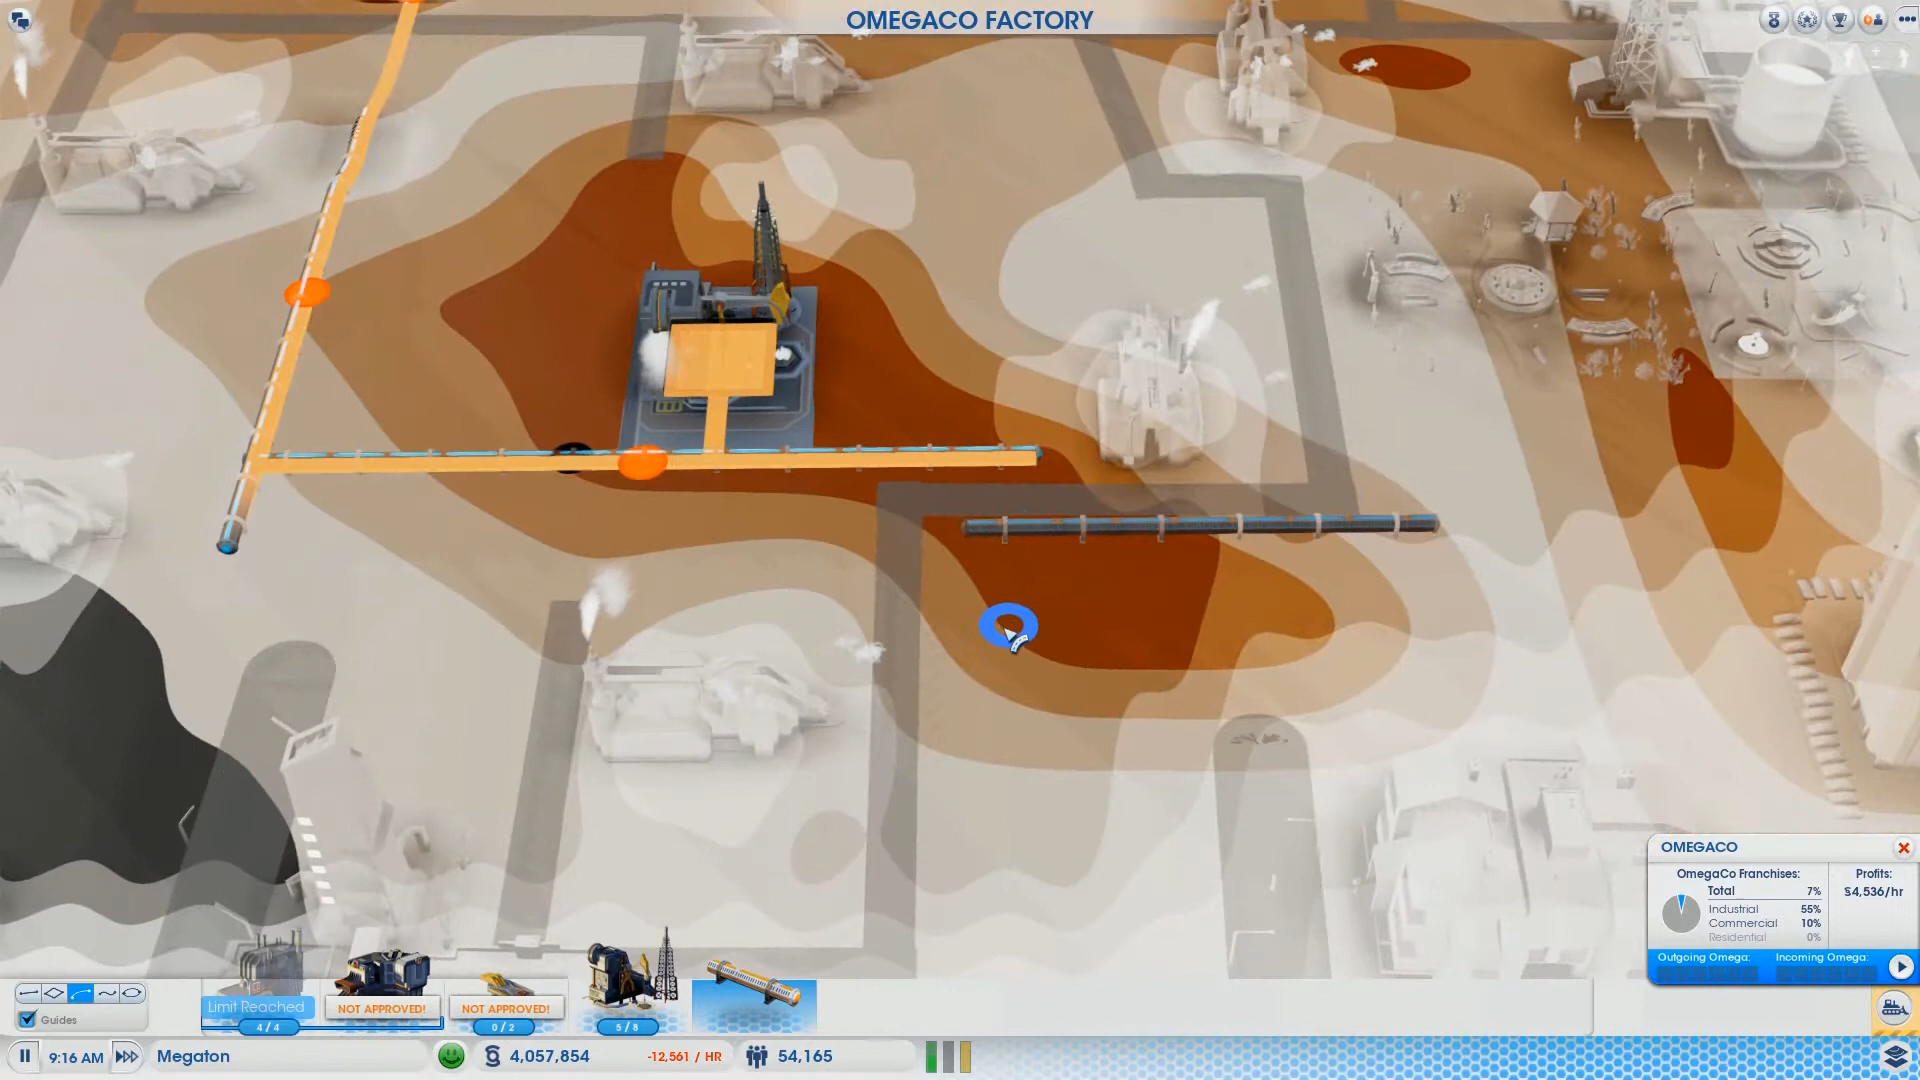 OMEGACO FACTORY
OMEGACO
OmegaCo Franchises:
Total 7%
Industrial 55%
Commercial 10%
Residential 0%
Profits:
§4,536/hr
Outgoing Omega:
Incoming Omega:
Limit Reached
4/4
NOT APPROVED!
NOT APPROVED!
0/2
5/8
Guides
9:16 AM
Megaton
4,057,854
-12,561 / HR
54,165